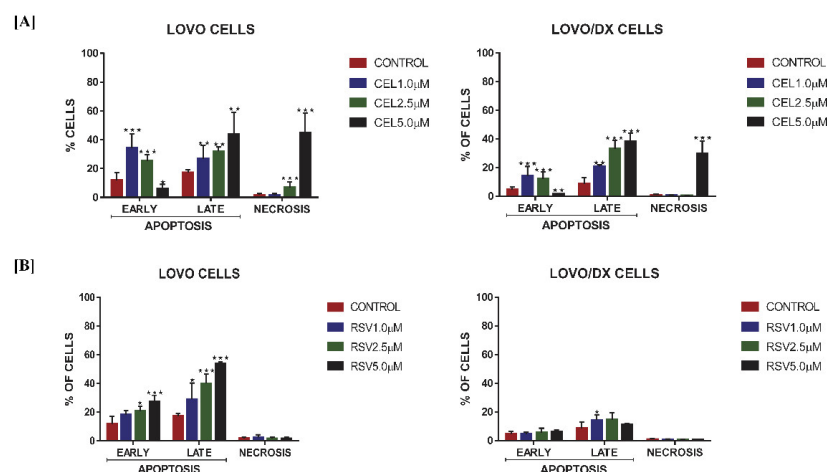 [A]
LOVO CELLS
% CELLS
100
80
60
40
20
0
CONTROL
CEL1.0μM
CEL2.5μM
CEL5.0μM
*** *** * ** ** ** *** ***
EARLY LATE NECROSIS
APOPTOSIS
LOVO/DX CELLS
% OF CELLS
100
80
60
40
20
0
CONTROL
CEL1.0μM
CEL2.5μM
CEL5.0μM
*** *** ** ** *** *** ***
EARLY LATE NECROSIS
APOPTOSIS
[B]
LOVO CELLS
% OF CELLS
100
80
60
40
20
0
CONTROL
RSV1.0μM
RSV2.5μM
RSV5.0μM
* *** * *** ***
EARLY LATE NECROSIS
APOPTOSIS
LOVO/DX CELLS
% OF CELLS
100
80
60
40
20
0
CONTROL
RSV1.0μM
RSV2.5μM
RSV5.0μM
*
EARLY LATE NECROSIS
APOPTOSIS